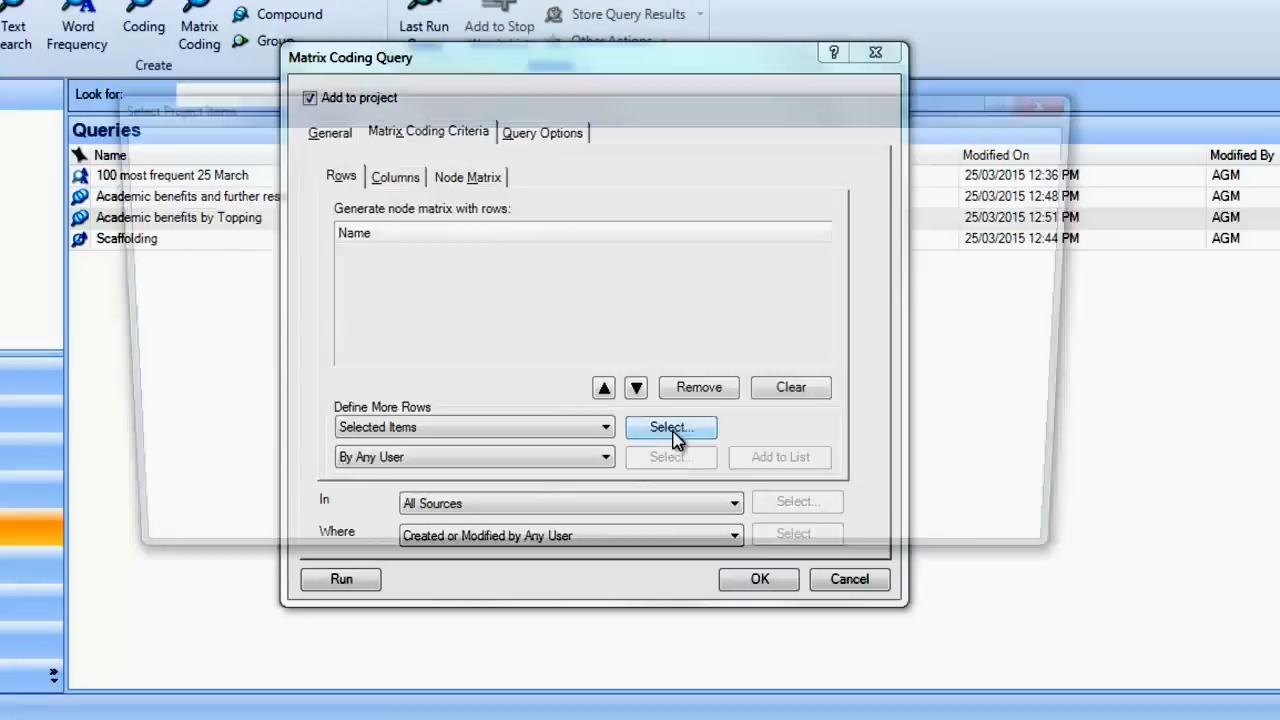 Text Word Coding Matrix Compound Last Run Add to Stop Store Query Results
Frequency Coding
Create
Matrix Coding Query
Look for:
Add to project
Select Project Items
Queries
General Matrix Coding Criteria Query Options
Name Modified On Modified By
100 most frequent 25 March 25/03/2015 12:36 PM AGM
Academic benefits and further res 25/03/2015 12:48 PM AGM
Academic benefits by Topping 25/03/2015 12:51 PM AGM
Scaffolding 25/03/2015 12:44 PM AGM
Rows Columns Node Matrix
Generate node matrix with rows:
Name
Remove Clear
Define More Rows
Selected Items Select...
By Any User Select... Add to List
In All Sources Select...
Where Created or Modified by Any User Select...
Run OK Cancel